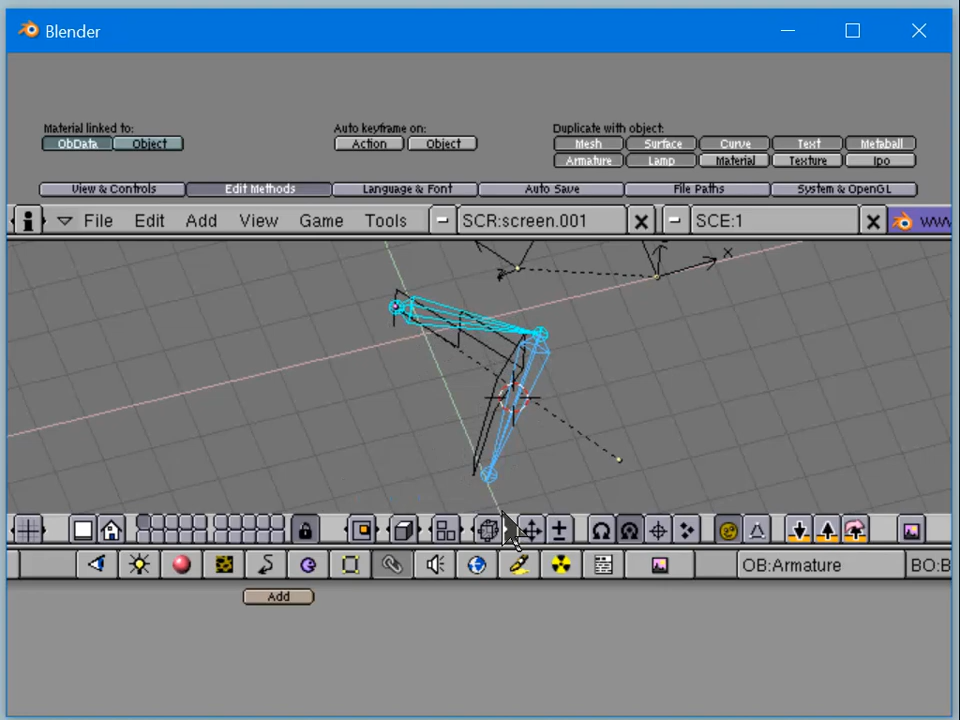 Blender
Material linked to: Auto keyframe on: Duplicate with object:
ObData Object Action Object Mesh Surface Curve Text Metaball
Armature Lamp Material Texture Ipo
View & Controls Edit Methods Language & Font Auto Save File Paths System & OpenGL
File Edit Add View Game Tools SCR:screen.001 SCE:1 www
X
OB:Armature BO:B
Add